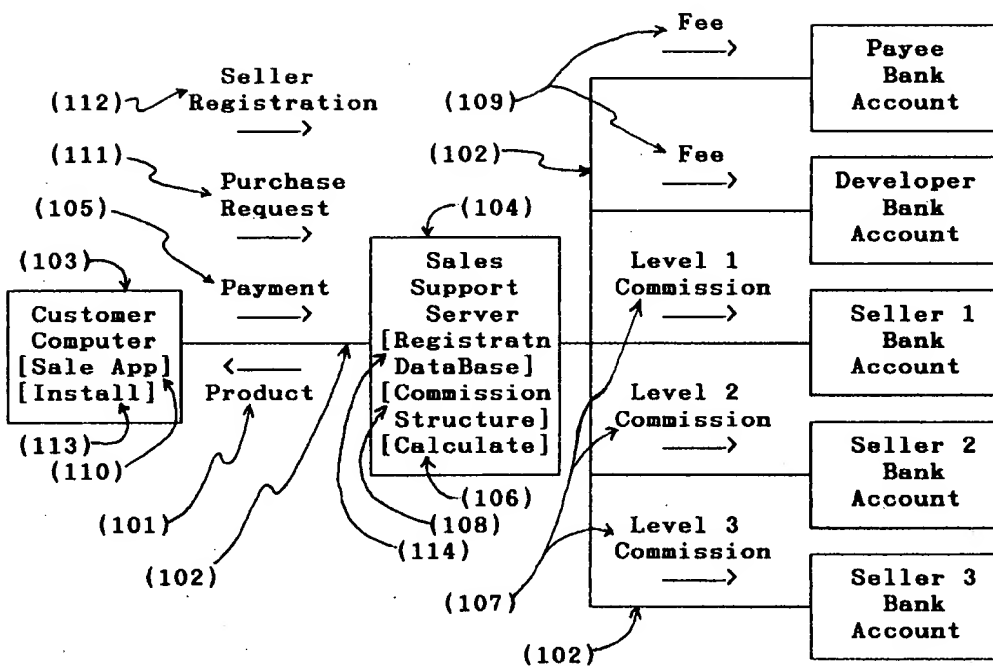 Fee
Payee
Bank
Account
Seller
Registration
(112)
(109)
(111)
(102)
Fee
Purchase
Request
Developer
Bank
Account
(105)
(104)
(103)
Payment
Sales
Support
Server
[Registratn
DataBase]
[Commission
Structure]
[Calculate]
Level 1
Commission
Customer
Computer
[Sale App]
[Install]
Seller 1
Bank
Account
Product
Level 2
Commission
(113)
(110)
Seller 2
Bank
Account
(106)
(101)
(108)
(114)
Level 3
Commission
(102)
(107)
Seller 3
Bank
Account
(102)